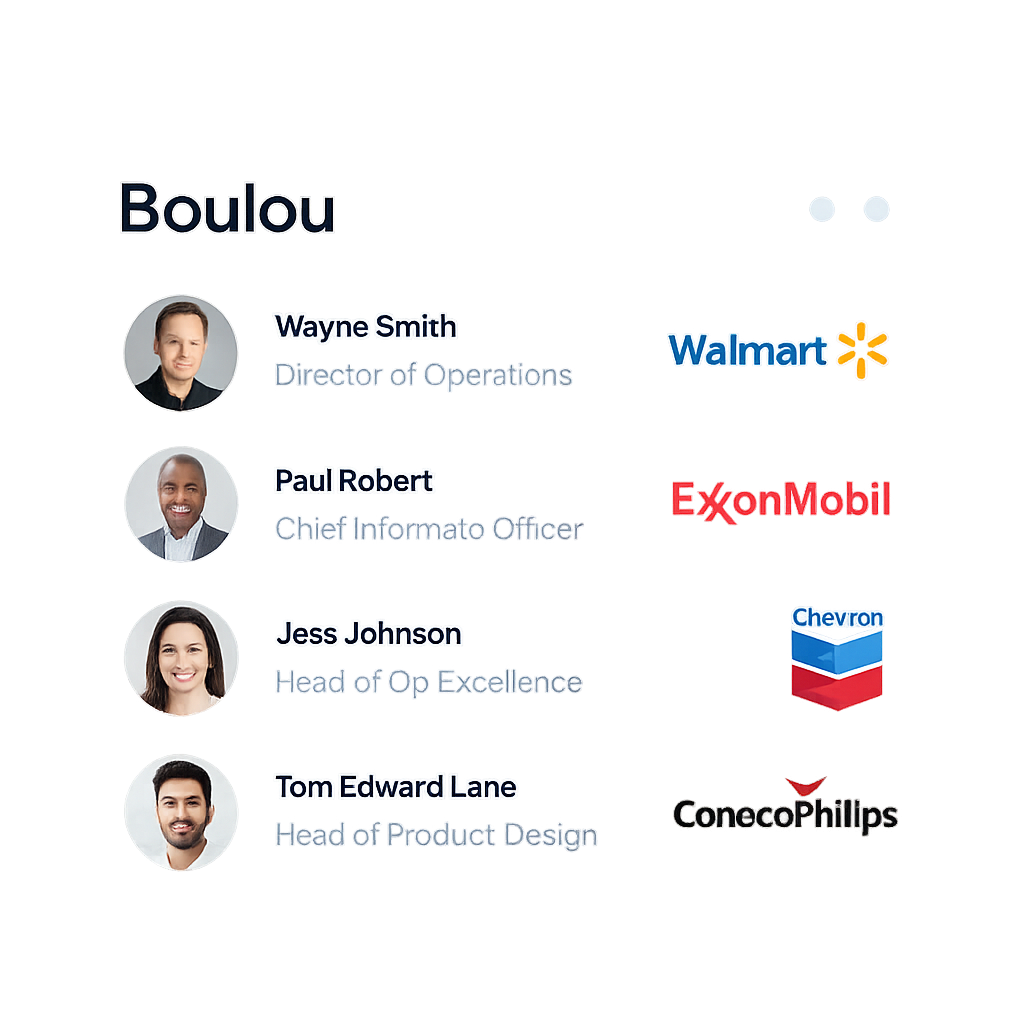 Boulou
Wayne Smith
Director of Operations
Walmart
Paul Robert
Chief Informato Officer
ExxonMobil
Jess Johnson
Head of Op Excellence
Chevron
Tom Edward Lane
Head of Product Design
ConecoPhillips